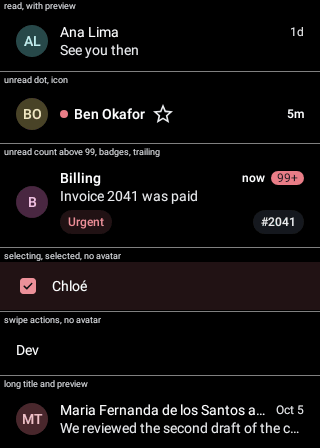 read, with preview
AL
Ana Lima
1d
See you then
unread dot, icon
BO
Ben Okafor
5m
unread count above 99, badges, trailing
Billing
now
99+
B
Invoice 2041 was paid
Urgent
#2041
selecting, selected, no avatar
Chloé
swipe actions, no avatar
Dev
long title and preview
MT
Maria Fernanda de los Santos a…
Oct 5
We reviewed the second draft of the c…